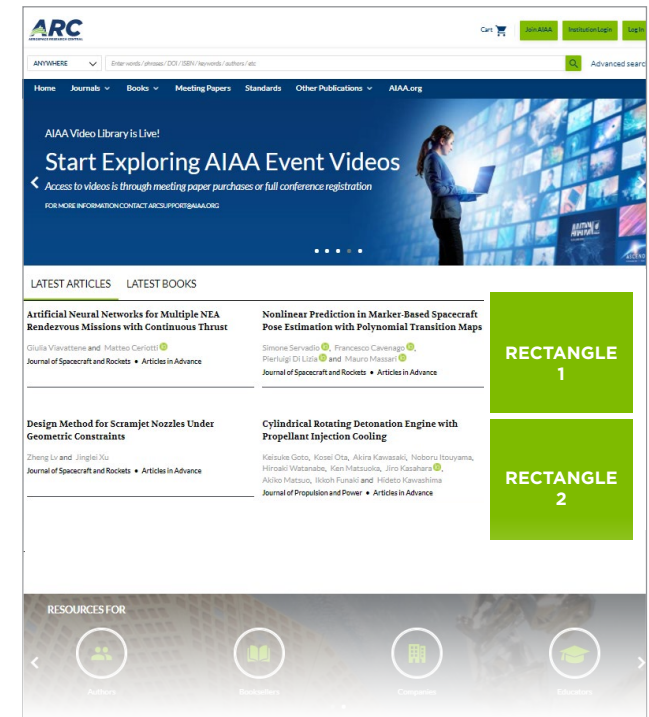 ARC
AEROSPACE RESEARCH CENTRAL
Cart
Join AIAA
Institution Login
Log In
ANYWHERE
Enter words / phrases / DOI / ISBN / keywords / authors / etc
Advanced searc
Home Journals Books Meeting Papers Standards Other Publications AIAA.org
AIAA Video Library is Live!
Start Exploring AIAA Event Videos
Access to videos is through meeting paper purchases or full conference registration
FOR MORE INFORMATION CONTACT ARCSUPPORT@AIAA.ORG
LATEST ARTICLES LATEST BOOKS
Artificial Neural Networks for Multiple NEA
Rendezvous Missions with Continuous Thrust
Giulia Viavattene and Matteo Ceriotti
Journal of Spacecraft and Rockets • Articles in Advance
Nonlinear Prediction in Marker-Based Spacecraft
Pose Estimation with Polynomial Transition Maps
Simone Servadio, Francesco Cavenago,
Pierluigi Di Lizia and Mauro Massari
Journal of Spacecraft and Rockets • Articles in Advance
RECTANGLE
1
Design Method for Scramjet Nozzles Under
Geometric Constraints
Zheng Lv and Jinglei Xu
Journal of Spacecraft and Rockets • Articles in Advance
Cylindrical Rotating Detonation Engine with
Propellant Injection Cooling
Keisuke Goto, Kosei Ota, Akira Kawasaki, Noboru Itouyama,
Hiroaki Watanabe, Ken Matsuoka, Jiro Kasahara,
Akiko Matsuo, Ikkoh Funaki and Hideto Kawashima
Journal of Propulsion and Power • Articles in Advance
RECTANGLE
2
RESOURCES FOR
Authors
Booksellers
Companies
Educators